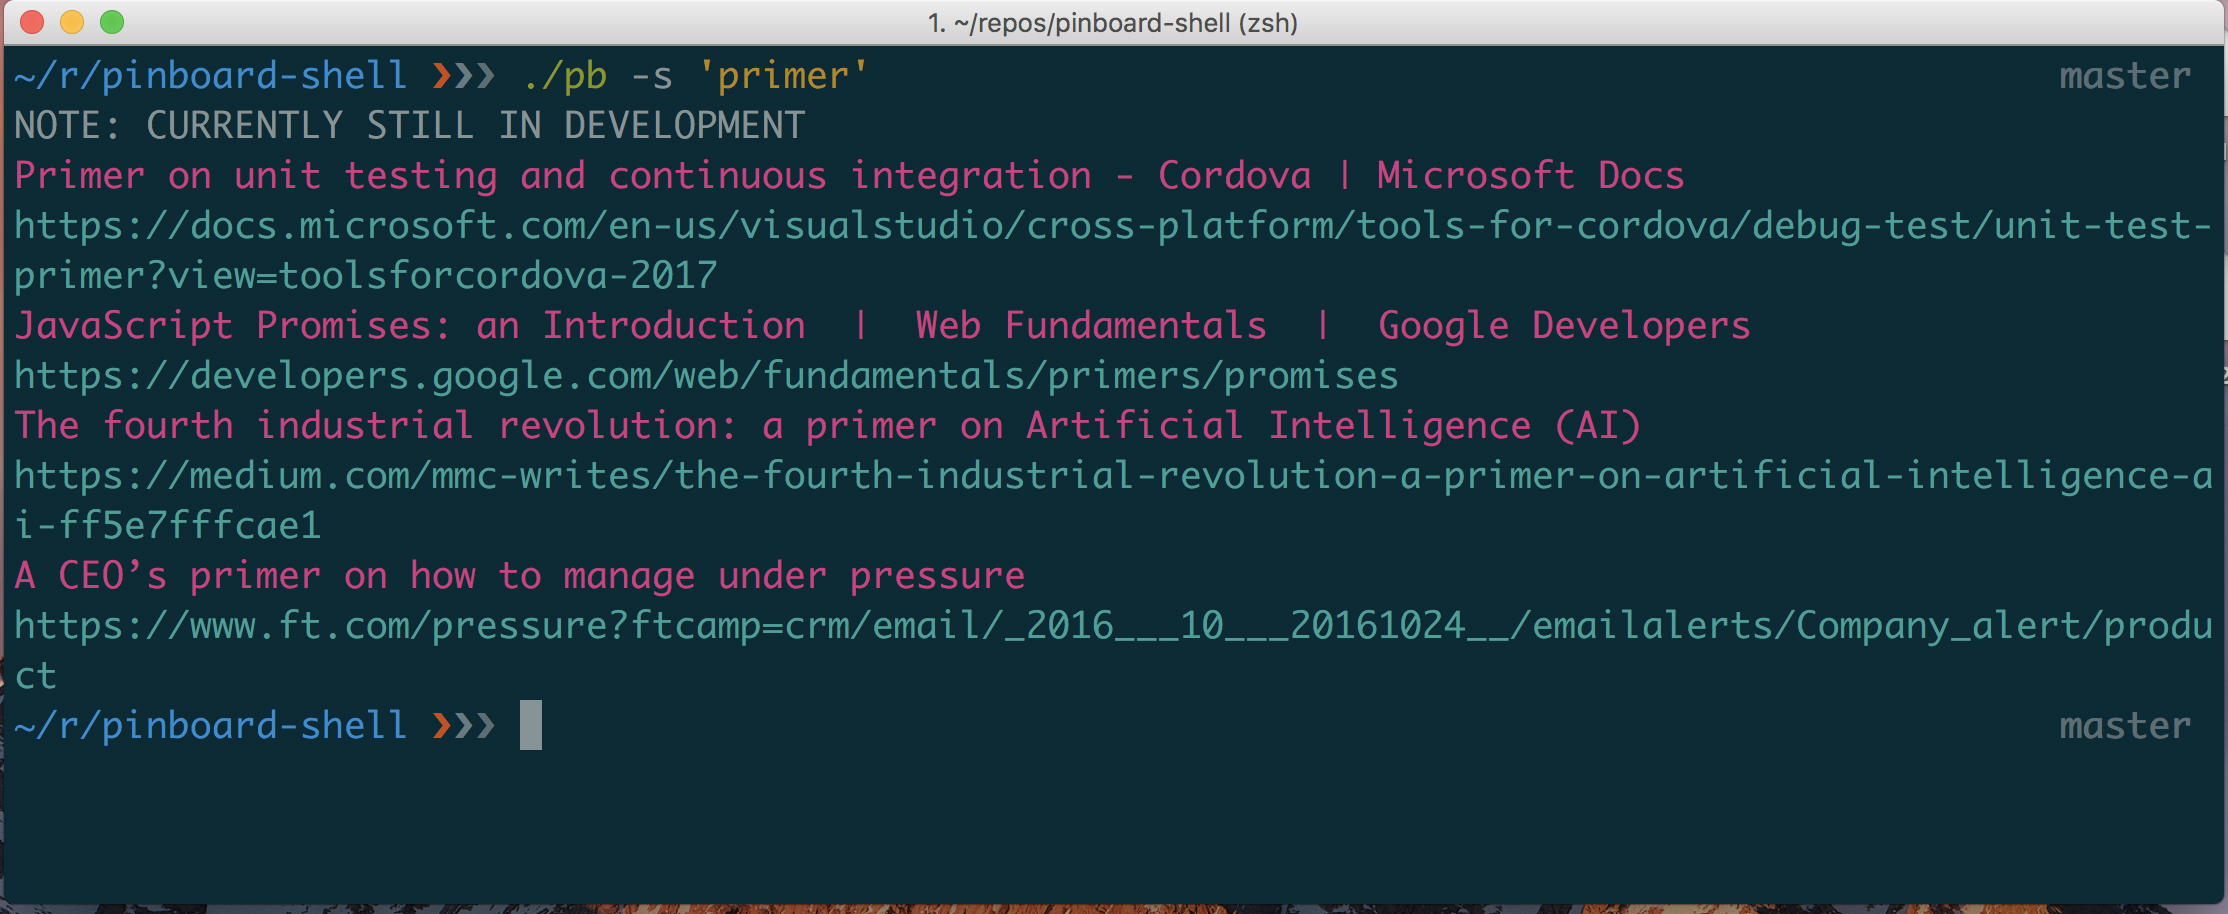 1. ~/repos/pinboard-shell (zsh)
~/r/pinboard-shell ❯❯❯ ./pb -s 'primer' master
NOTE: CURRENTLY STILL IN DEVELOPMENT
Primer on unit testing and continuous integration - Cordova | Microsoft Docs
https://docs.microsoft.com/en-us/visualstudio/cross-platform/tools-for-cordova/debug-test/unit-test-
primer?view=toolsforcordova-2017
JavaScript Promises: an Introduction  |  Web Fundamentals  |  Google Developers
https://developers.google.com/web/fundamentals/primers/promises
The fourth industrial revolution: a primer on Artificial Intelligence (AI)
https://medium.com/mmc-writes/the-fourth-industrial-revolution-a-primer-on-artificial-intelligence-a
i-ff5e7fffcae1
A CEO’s primer on how to manage under pressure
https://www.ft.com/pressure?ftcamp=crm/email/_2016___10___20161024__/emailalerts/Company_alert/produ
ct
~/r/pinboard-shell ❯❯❯ master